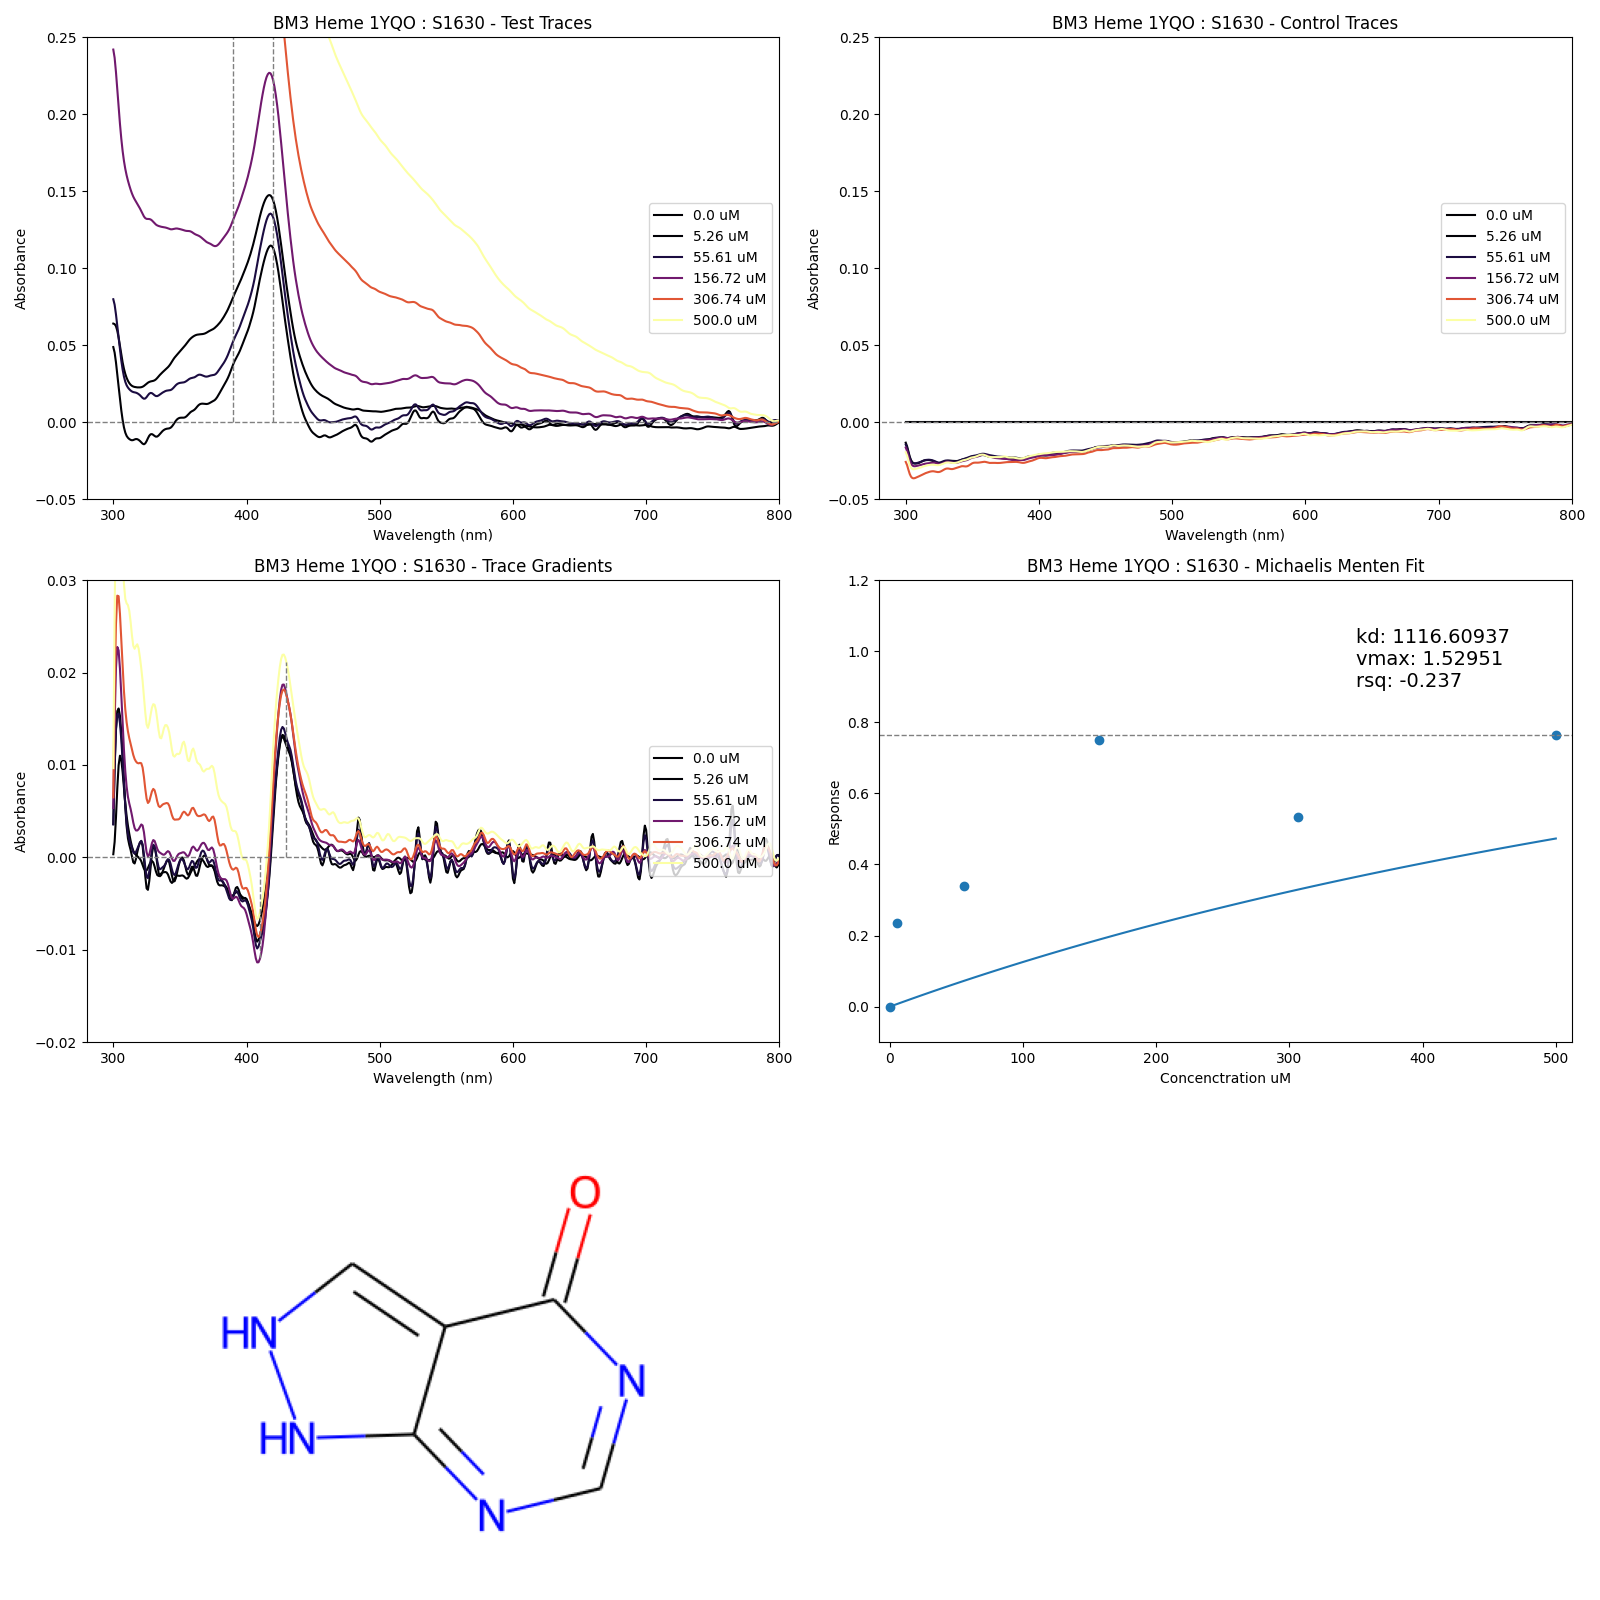 BM3 Heme 1YQO : S1630 - Test Traces
0.25
0.20
0.15
0.10
0.05
0.00
−0.05
Absorbance
300 400 500 600 700 800
Wavelength (nm)
0.0 uM
5.26 uM
55.61 uM
156.72 uM
306.74 uM
500.0 uM
BM3 Heme 1YQO : S1630 - Control Traces
0.25
0.20
0.15
0.10
0.05
0.00
−0.05
Absorbance
300 400 500 600 700 800
Wavelength (nm)
0.0 uM
5.26 uM
55.61 uM
156.72 uM
306.74 uM
500.0 uM
BM3 Heme 1YQO : S1630 - Trace Gradients
0.03
0.02
0.01
0.00
−0.01
−0.02
Absorbance
300 400 500 600 700 800
Wavelength (nm)
0.0 uM
5.26 uM
55.61 uM
156.72 uM
306.74 uM
500.0 uM
BM3 Heme 1YQO : S1630 - Michaelis Menten Fit
1.2
1.0
0.8
0.6
0.4
0.2
0.0
Response
0 100 200 300 400 500
Concenctration uM
kd: 1116.60937
vmax: 1.52951
rsq: -0.237
O
HN
N
HN
N